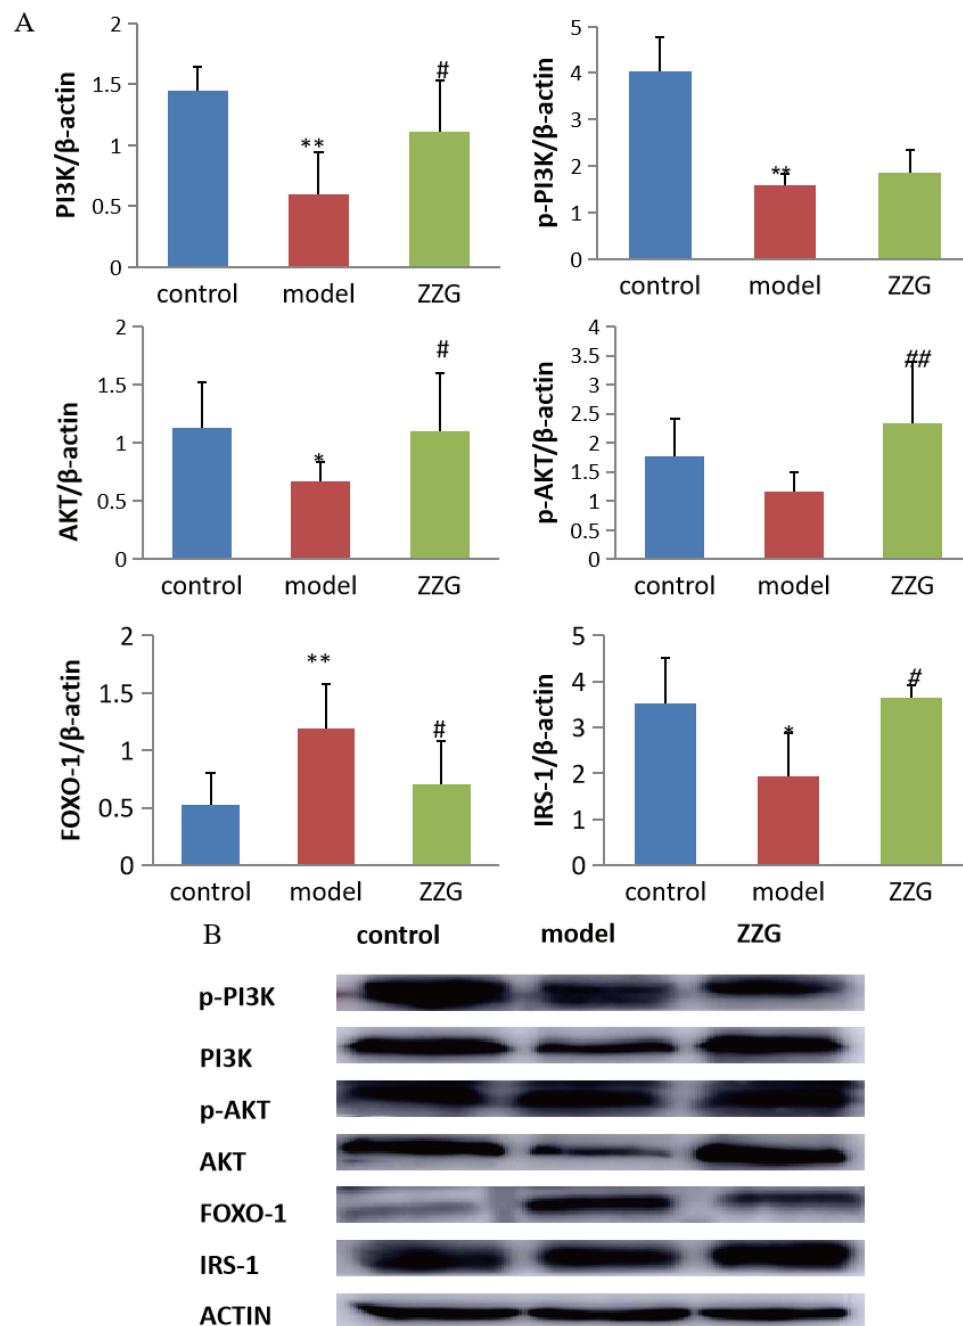 A
PI3K/β-actin
2
1.5
1
0.5
0
**
#
control model ZZG
p-PI3K/β-actin
5
4
3
2
1
0
**
control model ZZG
AKT/β-actin
2
1.5
1
0.5
0
*
#
control model ZZG
p-AKT/β-actin
4
3.5
3
2.5
2
1.5
1
0.5
0
##
control model ZZG
FOXO-1/β-actin
2
1.5
1
0.5
0
**
#
control model ZZG
IRS-1/β-actin
5
4
3
2
1
0
*
#
control model ZZG
B control model ZZG
p-PI3K
PI3K
p-AKT
AKT
FOXO-1
IRS-1
ACTIN